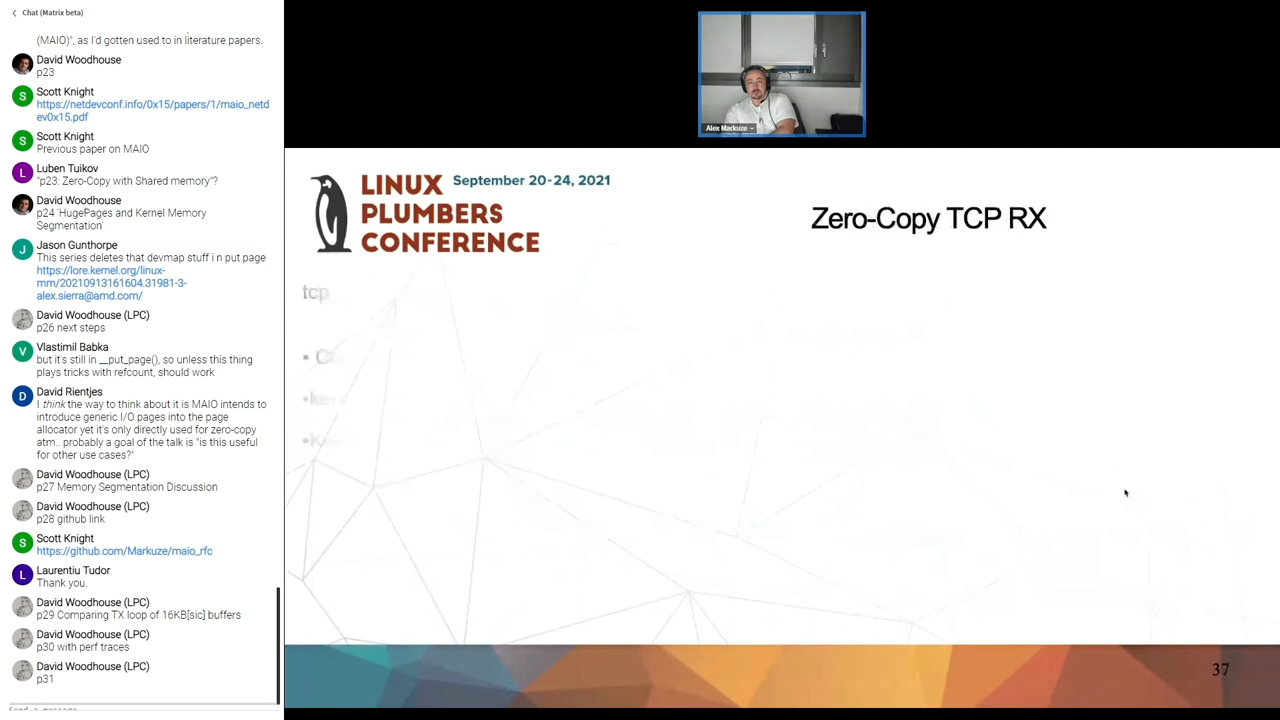 Chat (Matrix beta)
(MAIO)", as I'd gotten used to in literature papers.
David Woodhouse
p23
S
Scott Knight
https://netdevconf.info/0x15/papers/1/maio_netd
ev0x15.pdf
S
Scott Knight
Previous paper on MAIO
L
Luben Tuikov
"p23: Zero-Copy with Shared memory"?
David Woodhouse
p24 'HugePages and Kernel Memory
Segmentation'
J
Jason Gunthorpe
This series deletes that devmap stuff i n put page
https://lore.kernel.org/linux-
mm/20210913161604.31981-3-
alex.sierra@amd.com/
David Woodhouse (LPC)
p26 next steps
V
Vlastimil Babka
but it's still in __put_page(), so unless this thing
plays tricks with refcount, should work
D
David Rientjes
I think the way to think about it is MAIO intends to
introduce generic I/O pages into the page
allocator yet it's only directly used for zero-copy
atm.. probably a goal of the talk is "is this useful
for other use cases?"
David Woodhouse (LPC)
p27 Memory Segmentation Discussion
David Woodhouse (LPC)
p28 github link
S
Scott Knight
https://github.com/Markuze/maio_rfc
L
Laurentiu Tudor
Thank you.
David Woodhouse (LPC)
p29 Comparing TX loop of 16KB[sic] buffers
David Woodhouse (LPC)
p30 with perf traces
David Woodhouse (LPC)
p31
Send a message
Alex Markuze
LINUX
PLUMBERS
CONFERENCE
September 20-24, 2021
Zero-Copy TCP RX
tcp
37